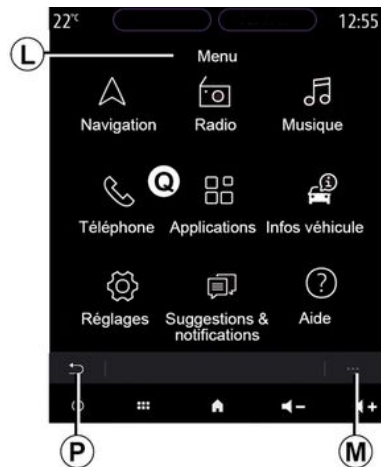 22°C 12:55
L
Menu
Navigation Radio Musique
Q
Téléphone Applications Infos véhicule
Réglages Suggestions & Aide
notifications
...
- +
P M